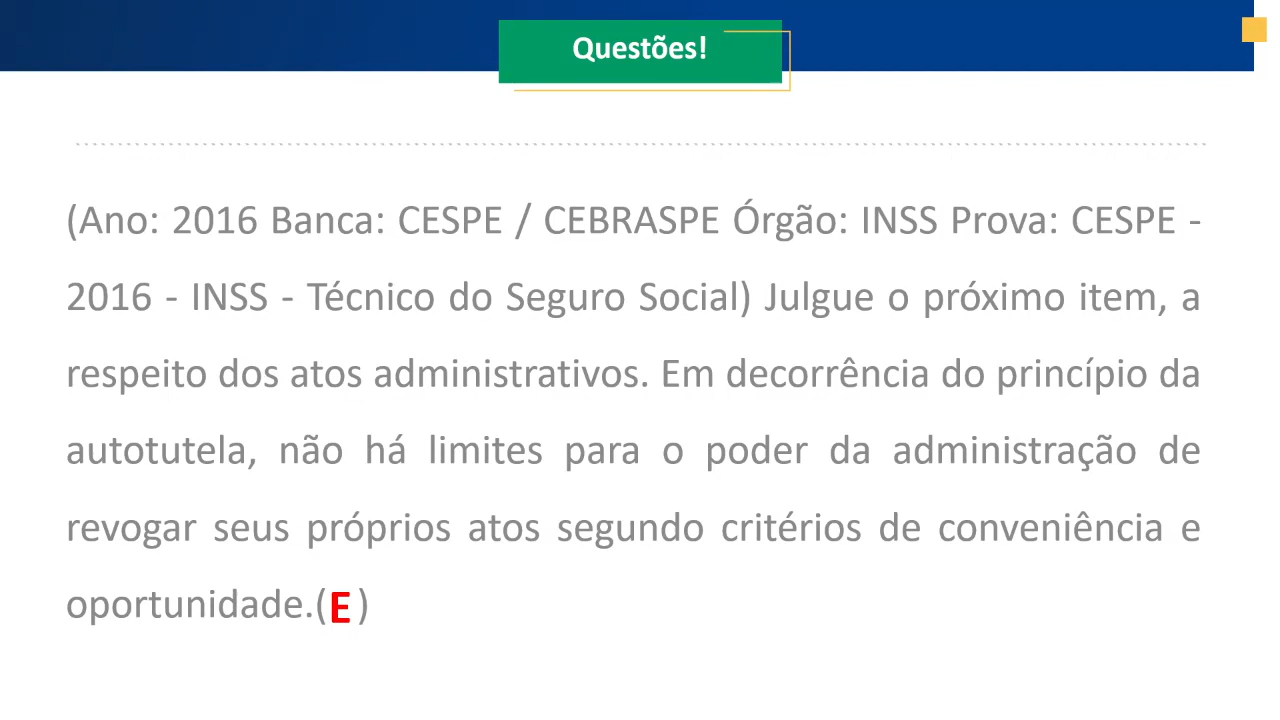 Questões!
(Ano: 2016 Banca: CESPE / CEBRASPE Órgão: INSS Prova: CESPE -
2016 - INSS - Técnico do Seguro Social) Julgue o próximo item, a
respeito dos atos administrativos. Em decorrência do princípio da
autotutela, não há limites para o poder da administração de
revogar seus próprios atos segundo critérios de conveniência e
oportunidade.(E )